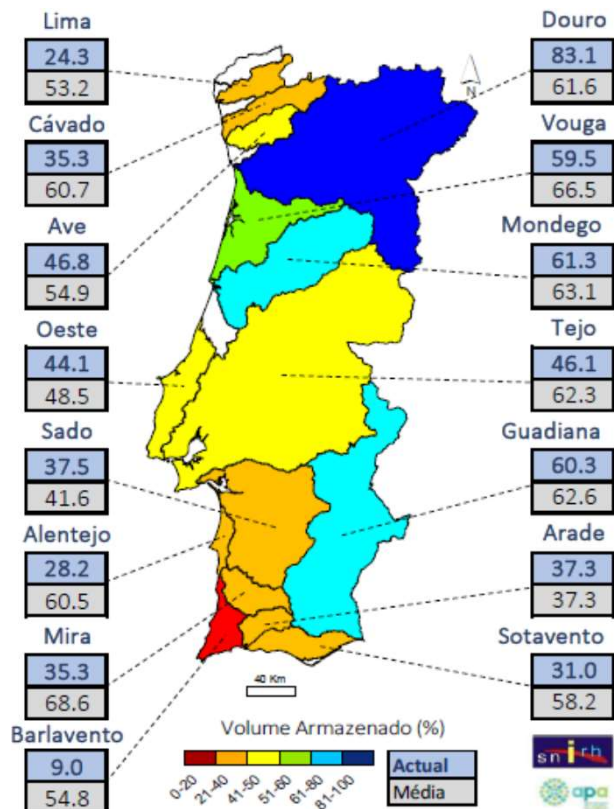 Lima
24.3
53.2
Cávado
35.3
60.7
Ave
46.8
54.9
Oeste
44.1
48.5
Sado
37.5
41.6
Alentejo
28.2
60.5
Mira
35.3
68.6
Barlavento
9.0
54.8
N
Douro
83.1
61.6
Vouga
59.5
66.5
Mondego
61.3
63.1
Tejo
46.1
62.3
Guadiana
60.3
62.6
Arade
37.3
37.3
Sotavento
31.0
58.2
40 Km
Volume Armazenado (%)
0-20
21-40
41-50
51-60
61-80
81-100
Actual
Média
snirh
apa